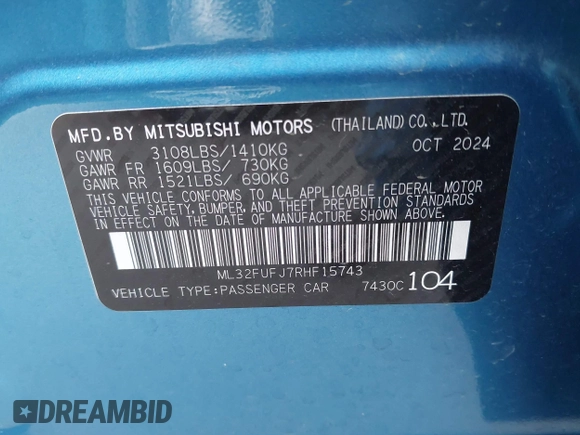 MFD. BY MITSUBISHI MOTORS (THAILAND) CO., LTD.
GVWR 3108LBS/1410KG OCT 2024
GAWR FR 1609LBS/ 730KG
GAWR RR 1521LBS/ 690KG
THIS VEHICLE CONFORMS TO ALL APPLICABLE FEDERAL MOTOR
VEHICLE SAFETY, BUMPER, AND THEFT PREVENTION STANDARDS
IN EFFECT ON THE DATE OF MANUFACTURE SHOWN ABOVE.
ML32FUFJ7RHF15743
VEHICLE TYPE:PASSENGER CAR 7430C 104
DREAMBID